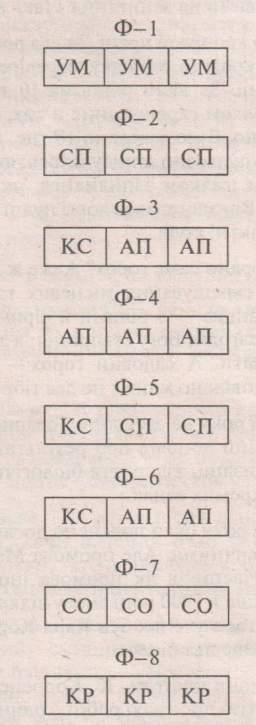 Ф–1
УМ УМ УМ
Ф–2
СП СП СП
Ф–3
КС АП АП
Ф–4
АП АП АП
Ф–5
КС СП СП
Ф–6
КС АП АП
Ф–7
СО СО СО
Ф–8
КР КР КР